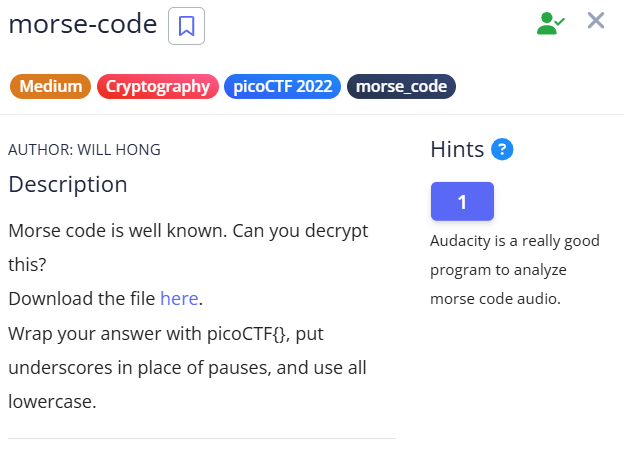 morse-code
Medium Cryptography picoCTF 2022 morse_code
AUTHOR: WILL HONG
Description
Morse code is well known. Can you decrypt
this?
Download the file here.
Wrap your answer with picoCTF{}, put
underscores in place of pauses, and use all
lowercase.
Hints ?
1
Audacity is a really good
program to analyze
morse code audio.